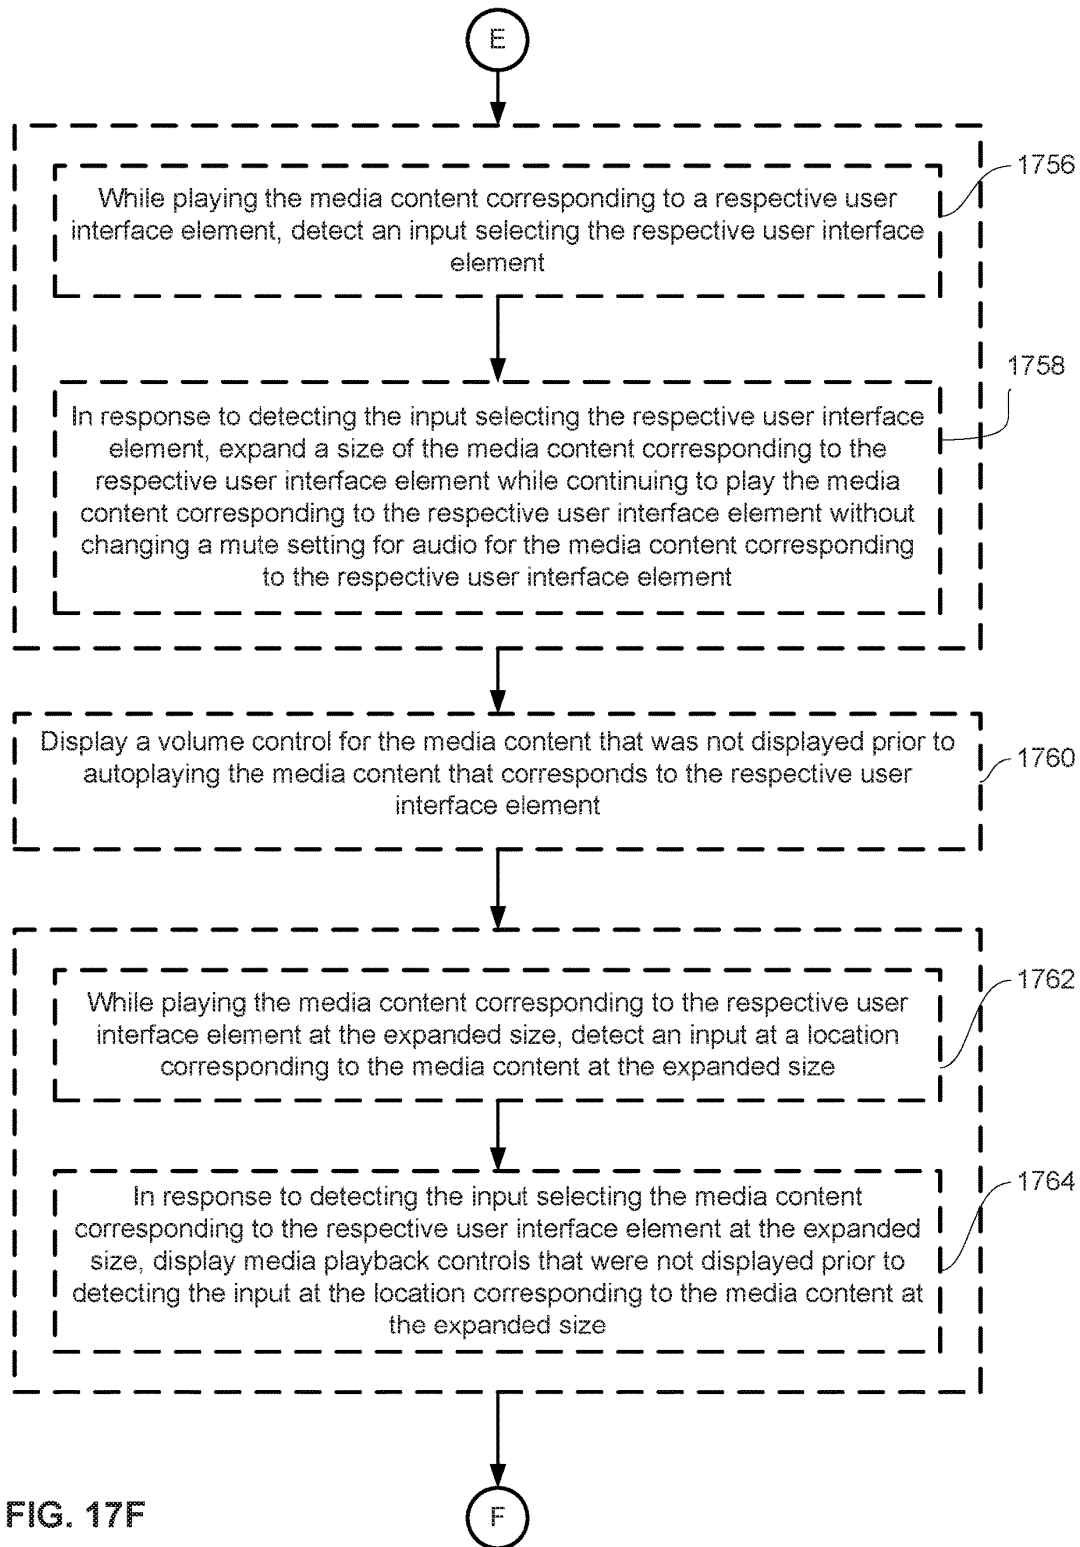 E
1756
While playing the media content corresponding to a respective user
interface element, detect an input selecting the respective user interface
element
1758
In response to detecting the input selecting the respective user interface
element, expand a size of the media content corresponding to the
respective user interface element while continuing to play the media
content corresponding to the respective user interface element without
changing a mute setting for audio for the media content corresponding
to the respective user interface element
Display a volume control for the media content that was not displayed prior to
autoplaying the media content that corresponds to the respective user
interface element
1760
1762
While playing the media content corresponding to the respective user
interface element at the expanded size, detect an input at a location
corresponding to the media content at the expanded size
1764
In response to detecting the input selecting the media content
corresponding to the respective user interface element at the expanded
size, display media playback controls that were not displayed prior to
detecting the input at the location corresponding to the media content at
the expanded size
FIG. 17F
F